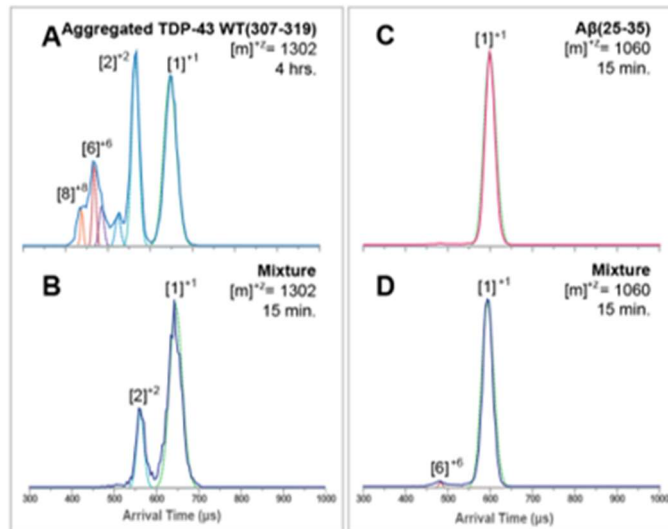 A Aggregated TDP-43 WT(307-319)
[m]⁺ᶻ= 1302
4 hrs.
[2]⁺² [1]⁺¹
[6]⁺⁶
[8]⁺⁸
B Mixture
[m]⁺ᶻ= 1302
15 min.
[1]⁺¹
[2]⁺²
300 400 500 600 700 800 900 1000
Arrival Time (μs)
C Aβ(25-35)
[m]⁺ᶻ= 1060
15 min.
[1]⁺¹
D Mixture
[m]⁺ᶻ= 1060
15 min.
[1]⁺¹
[6]⁺⁶
300 400 500 600 700 800 900 1000
Arrival Time (μs)